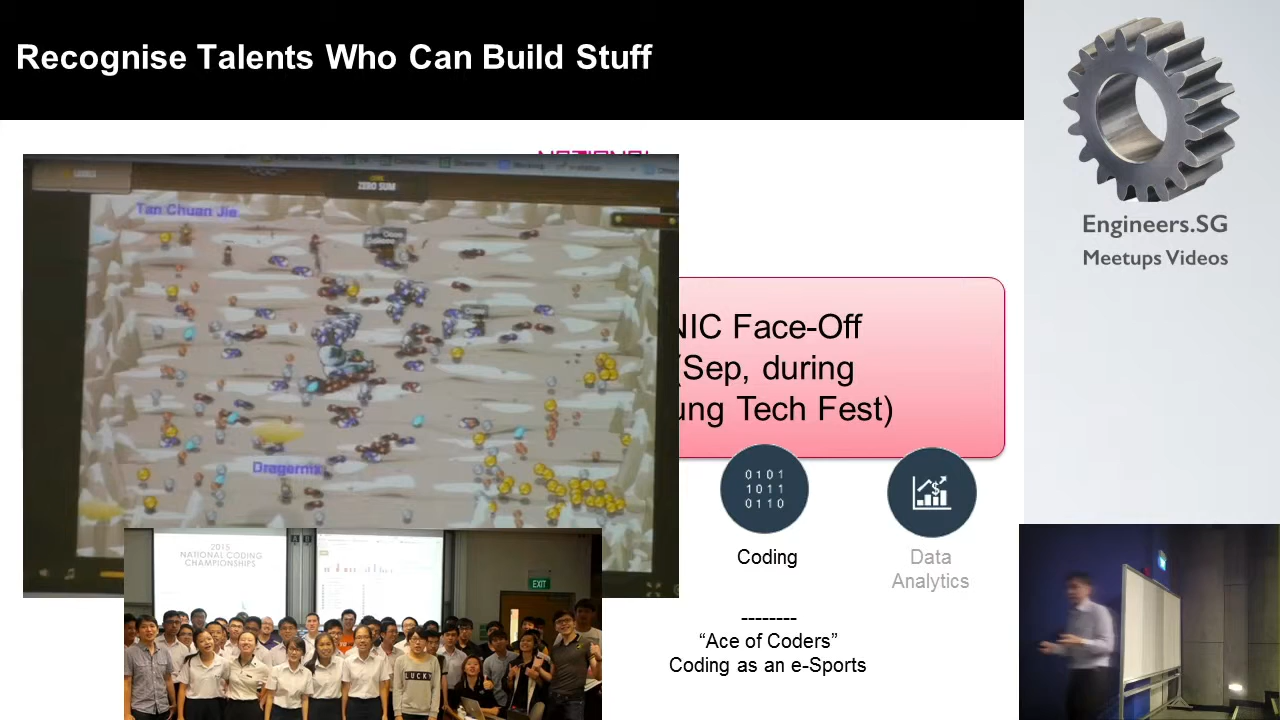 Recognise Talents Who Can Build Stuff
ZERO SUM
Tan Chuan Jie
NIC Face-Off
(Sep, during
ung Tech Fest)
0101
1011
0110
Coding
Data
Analytics
--------
“Ace of Coders”
Coding as an e-Sports
2015
NATIONAL CODING
CHAMPIONSHIPS
EXIT
LUCKY
Engineers.SG
Meetups Videos